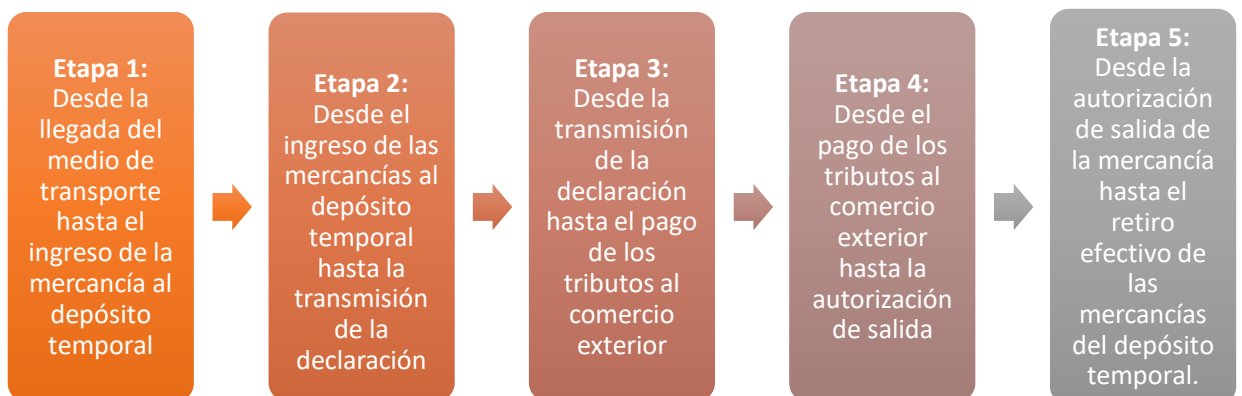 Etapa 1:
Desde la
llegada del
medio de
transporte
hasta el
ingreso de la
mercancía al
depósito
temporal
Etapa 2:
Desde el
ingreso de las
mercancías al
depósito
temporal
hasta la
transmisión
de la
declaración
Etapa 3:
Desde la
transmisión
de la
declaración
hasta el pago
de los
tributos al
comercio
exterior
Etapa 4:
Desde el
pago de los
tributos al
comercio
exterior
hasta la
autorización
de salida
Etapa 5:
Desde la
autorización
de salida de
la mercancía
hasta el
retiro
efectivo de
las
mercancías
del depósito
temporal.